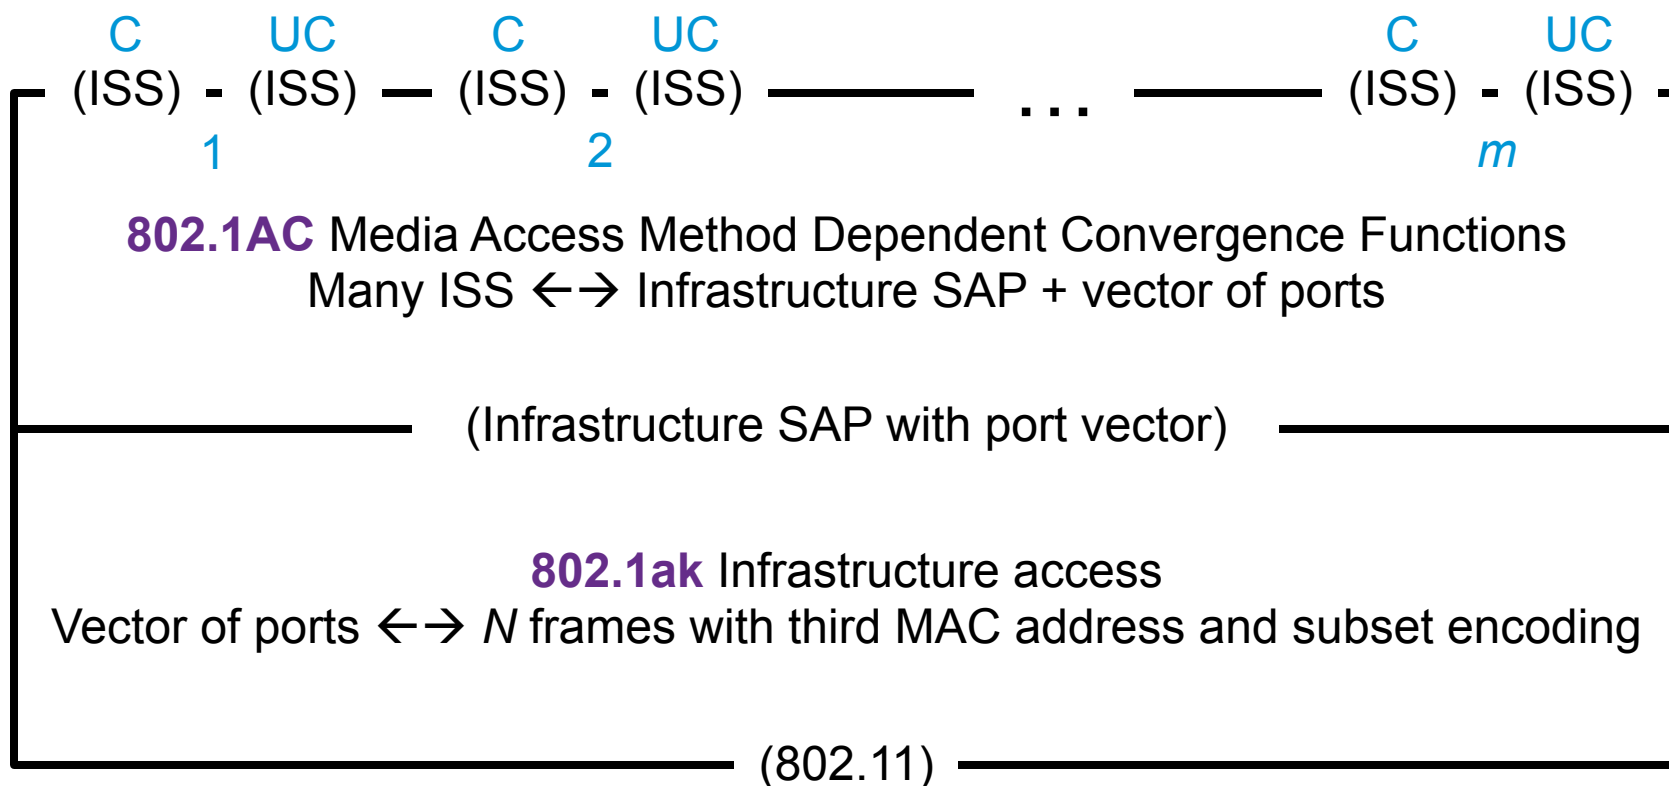 C UC C UC C UC
(ISS) - (ISS) — (ISS) - (ISS) ... (ISS) - (ISS)
1 2 m
802.1AC Media Access Method Dependent Convergence Functions
Many ISS ←→ Infrastructure SAP + vector of ports
(Infrastructure SAP with port vector)
802.1ak Infrastructure access
Vector of ports ←→ N frames with third MAC address and subset encoding
(802.11)